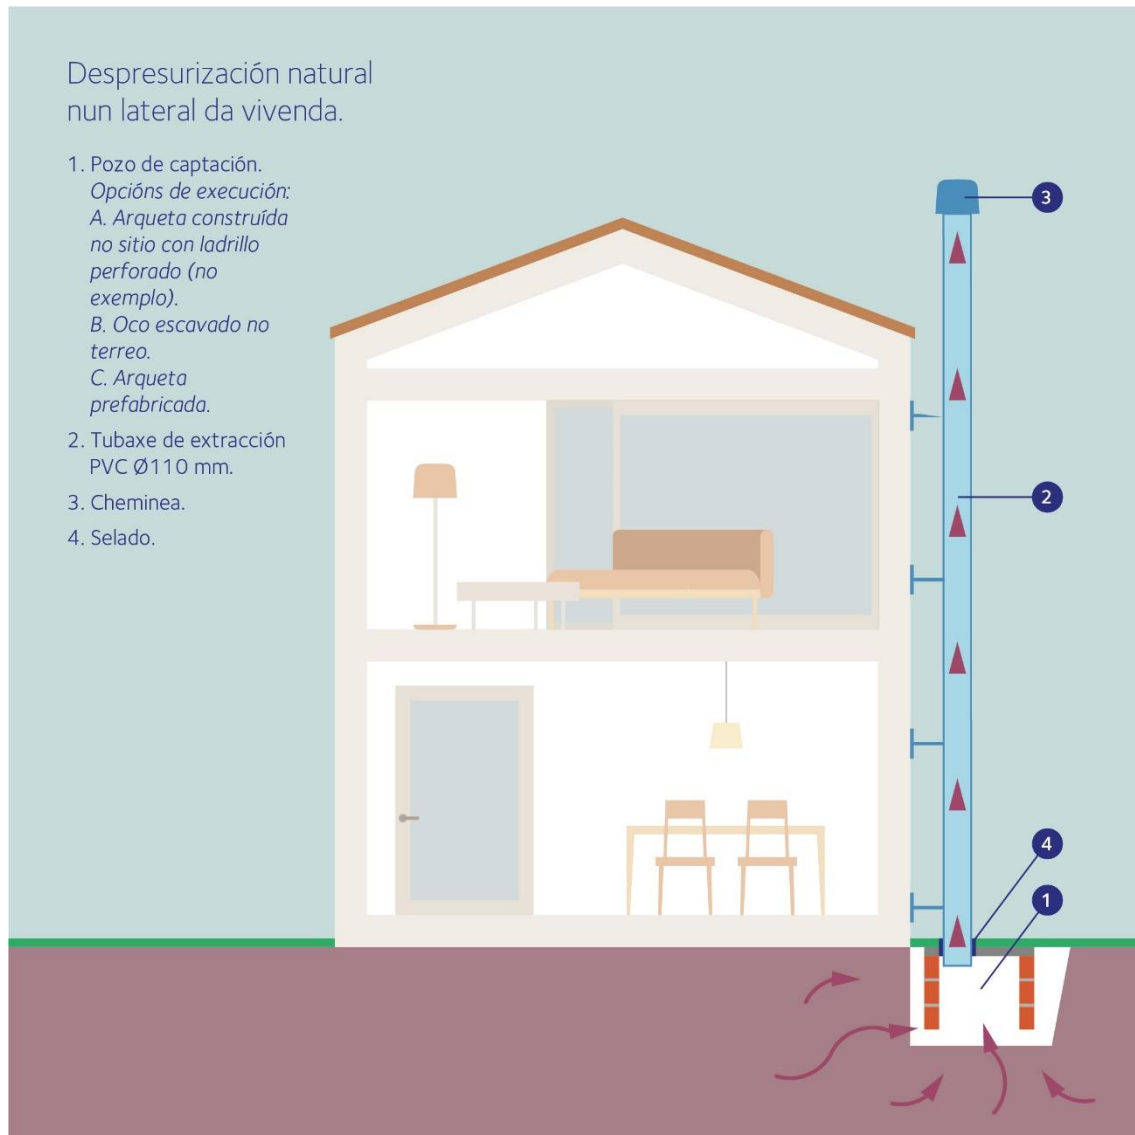 Despresurización natural
nun lateral da vivenda.
1. Pozo de captación.
Opcións de execución:
A. Arqueta construída
no sitio con ladrillo
perforado (no
exemplo).
B. Oco escavado no
terreo.
C. Arqueta
prefabricada.
2. Tubaxe de extracción
PVC Ø110 mm.
3. Cheminea.
4. Selado.
3
2
4
1